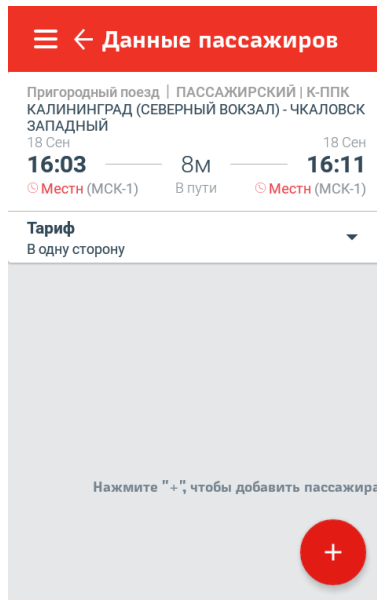 Данные пассажиров
Пригородный поезд | ПАССАЖИРСКИЙ | К-ППК
КАЛИНИНГРАД (СЕВЕРНЫЙ ВОКЗАЛ) - ЧКАЛОВСК
ЗАПАДНЫЙ
18 Сен 18 Сен
16:03 8м 16:11
Местн (МСК-1) В пути Местн (МСК-1)
Тариф
В одну сторону
Нажмите "+", чтобы добавить пассажира
+